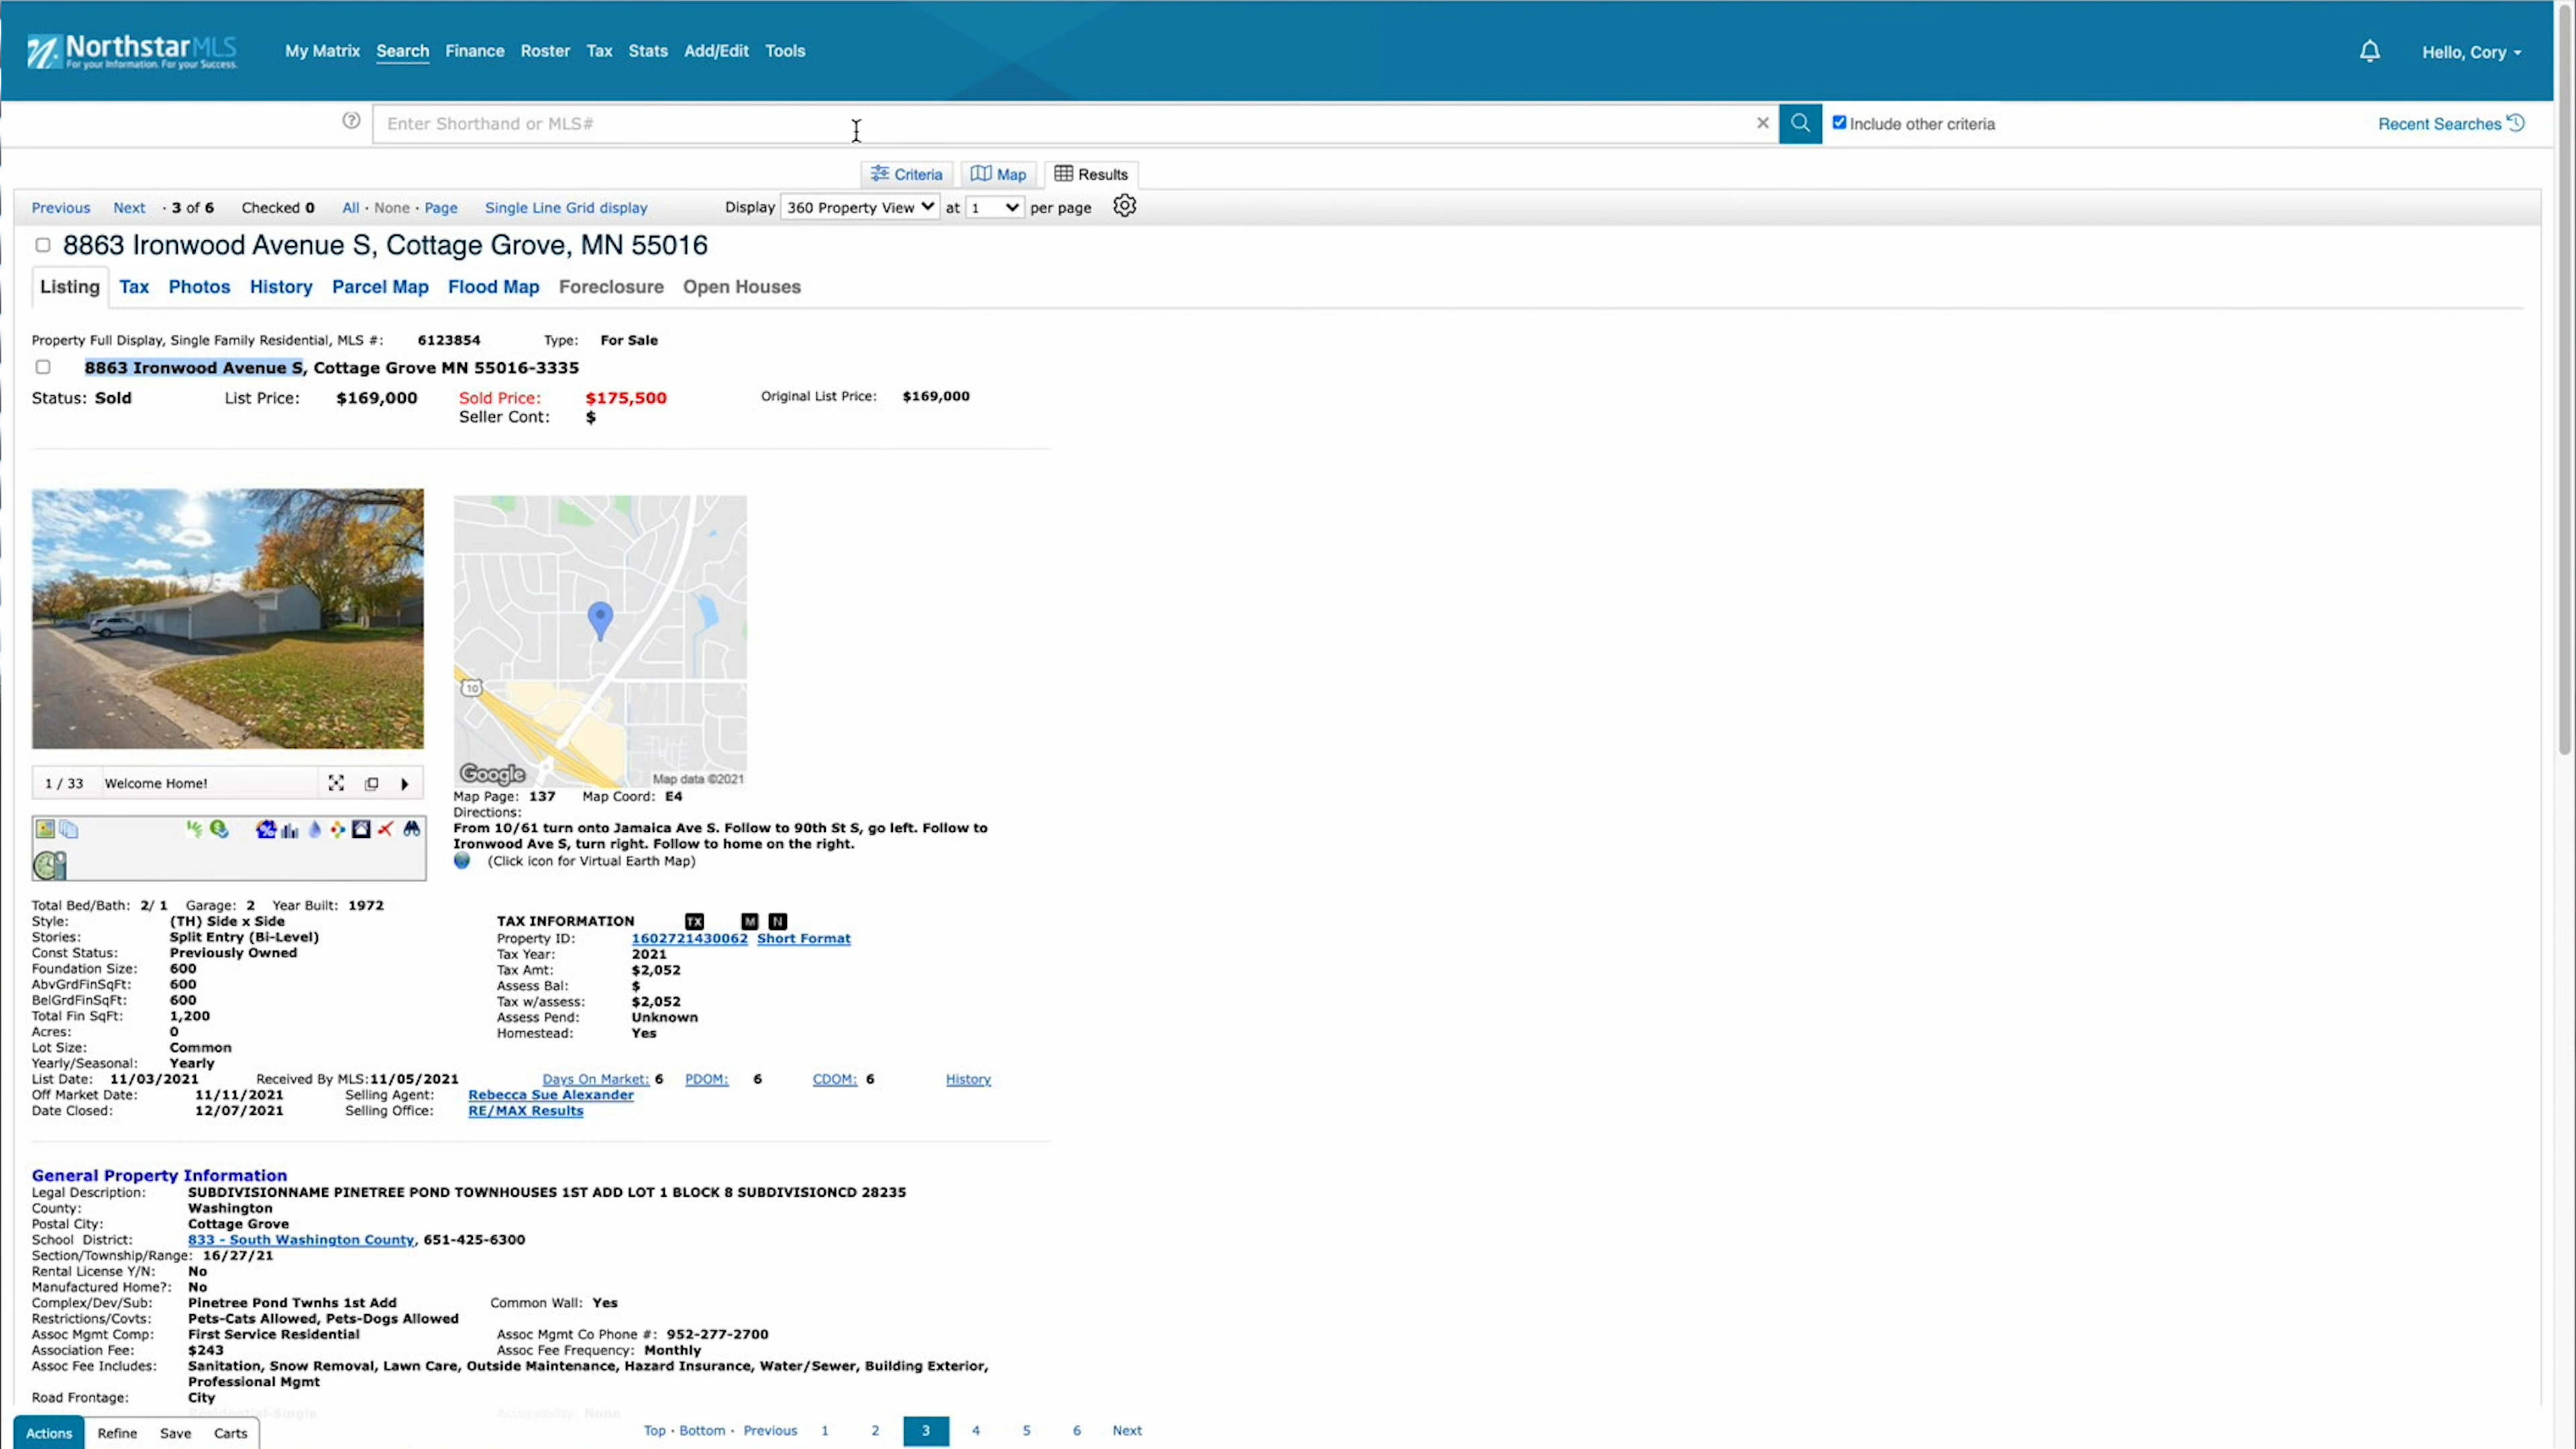 NorthstarMLS
For your Information. For your Success.
My Matrix Search Finance Roster Tax Stats Add/Edit Tools
Hello, Cory
Enter Shorthand or MLS#
Include other criteria
Recent Searches
Criteria Map Results
Previous Next · 3 of 6 Checked 0 All · None · Page Single Line Grid display Display 360 Property View at 1 per page
8863 Ironwood Avenue S, Cottage Grove, MN 55016
Listing Tax Photos History Parcel Map Flood Map Foreclosure Open Houses
Property Full Display, Single Family Residential, MLS #: 6123854 Type: For Sale
8863 Ironwood Avenue S, Cottage Grove MN 55016-3335
Status: Sold List Price: $169,000 Sold Price: $175,500 Original List Price: $169,000
Seller Cont: $
10
Google Map data ©2021
1 / 33 Welcome Home!
Map Page: 137 Map Coord: E4
Directions:
From 10/61 turn onto Jamaica Ave S. Follow to 90th St S, go left. Follow to
Ironwood Ave S, turn right. Follow to home on the right.
(Click icon for Virtual Earth Map)
Total Bed/Bath: 2/ 1 Garage: 2 Year Built: 1972
Style: (TH) Side x Side
Stories: Split Entry (Bi-Level)
Const Status: Previously Owned
Foundation Size: 600
AbvGrdFinSqFt: 600
BelGrdFinSqFt: 600
Total Fin SqFt: 1,200
Acres: 0
Lot Size: Common
Yearly/Seasonal: Yearly
TAX INFORMATION TX M N
Property ID: 1602721430062 Short Format
Tax Year: 2021
Tax Amt: $2,052
Assess Bal: $
Tax w/assess: $2,052
Assess Pend: Unknown
Homestead: Yes
List Date: 11/03/2021 Received By MLS:11/05/2021 Days On Market: 6 PDOM: 6 CDOM: 6 History
Off Market Date: 11/11/2021 Selling Agent: Rebecca Sue Alexander
Date Closed: 12/07/2021 Selling Office: RE/MAX Results
General Property Information
Legal Description: SUBDIVISIONNAME PINETREE POND TOWNHOUSES 1ST ADD LOT 1 BLOCK 8 SUBDIVISIONCD 28235
County: Washington
Postal City: Cottage Grove
School District: 833 - South Washington County, 651-425-6300
Section/Township/Range: 16/27/21
Rental License Y/N: No
Manufactured Home?: No
Complex/Dev/Sub: Pinetree Pond Twnhs 1st Add Common Wall: Yes
Restrictions/Covts: Pets-Cats Allowed, Pets-Dogs Allowed
Assoc Mgmt Comp: First Service Residential Assoc Mgmt Co Phone #: 952-277-2700
Association Fee: $243 Assoc Fee Frequency: Monthly
Assoc Fee Includes: Sanitation, Snow Removal, Lawn Care, Outside Maintenance, Hazard Insurance, Water/Sewer, Building Exterior,
Professional Mgmt
Road Frontage: City
Residential-Single Accessibility: None
Actions Refine Save Carts
Top · Bottom · Previous 1 2 3 4 5 6 Next